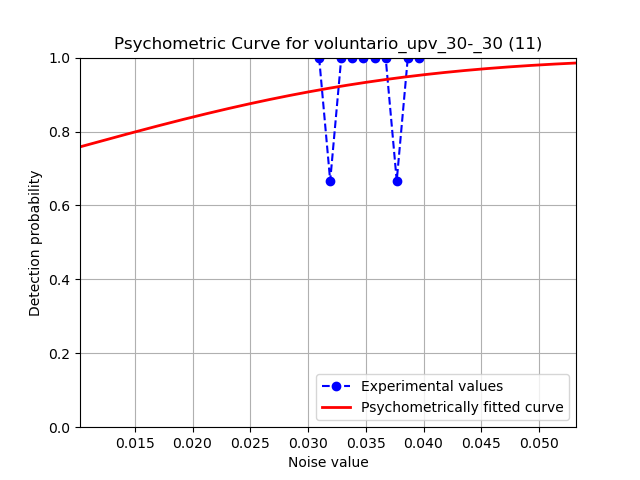 Psychometric Curve for voluntario_upv_30-_30 (11)
1.0
0.8
0.6
0.4
0.2
0.0
Detection probability
0.015 0.020 0.025 0.030 0.035 0.040 0.045 0.050
Noise value
Experimental values
Psychometrically fitted curve